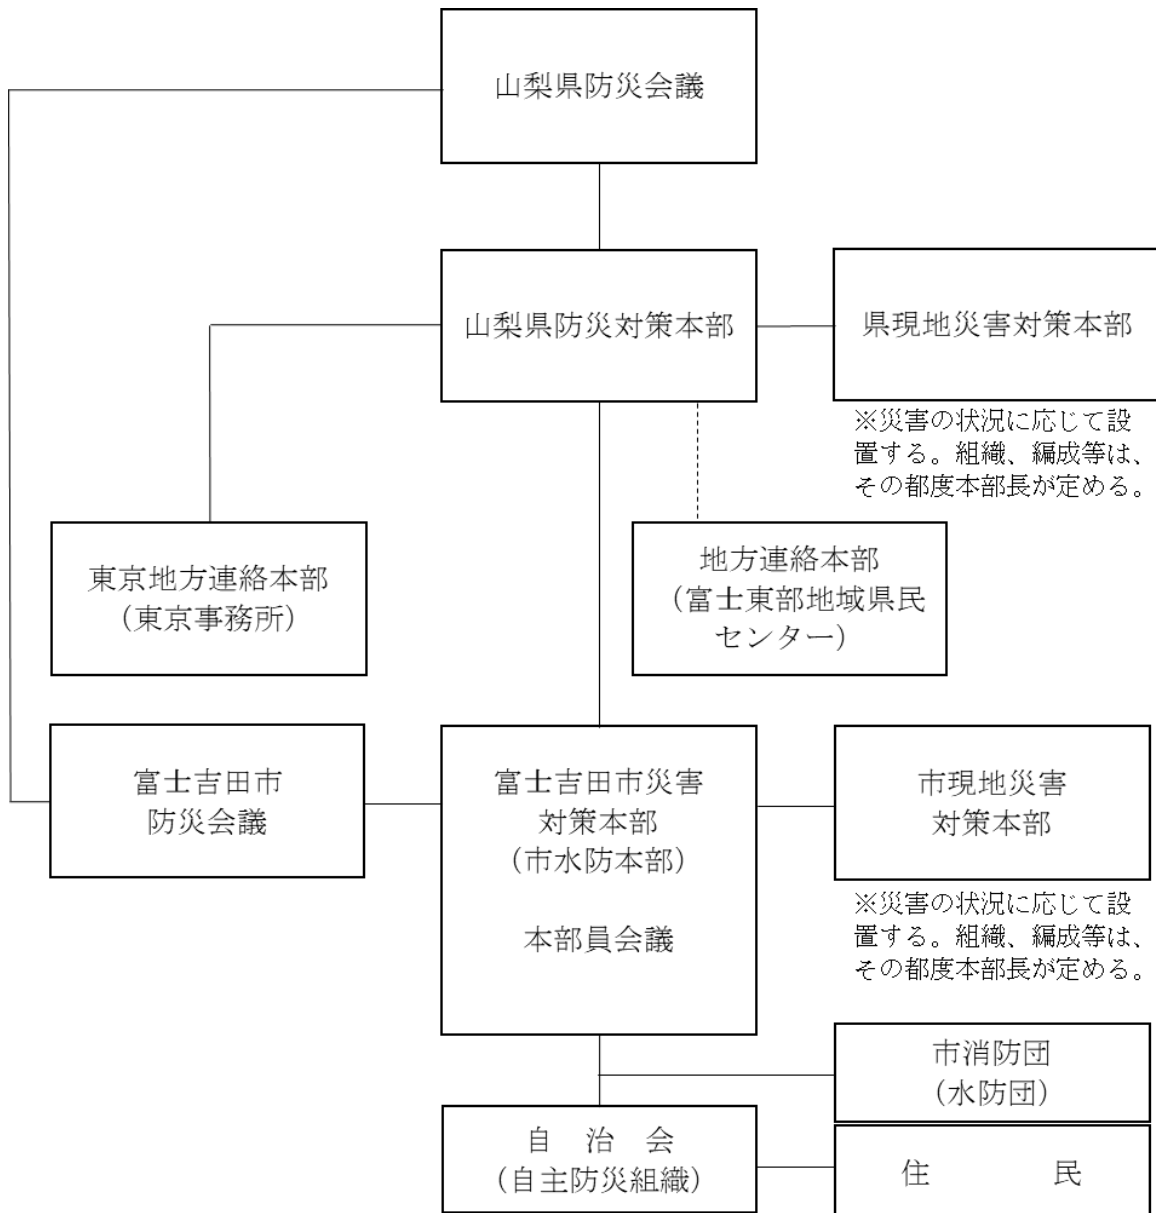 山梨県防災会議
山梨県防災対策本部
県現地災害対策本部
※災害の状況に応じて設
置する。組織、編成等は、
その都度本部長が定める。
東京地方連絡本部
（東京事務所）
地方連絡本部
（富士東部地域県民
センター）
富士吉田市
防災会議
富士吉田市災害
対策本部
（市水防本部）
本部員会議
市現地災害
対策本部
※災害の状況に応じて設
置する。組織、編成等は、
その都度本部長が定める。
市消防団
（水防団）
自　治　会
（自主防災組織）
住　　　　民